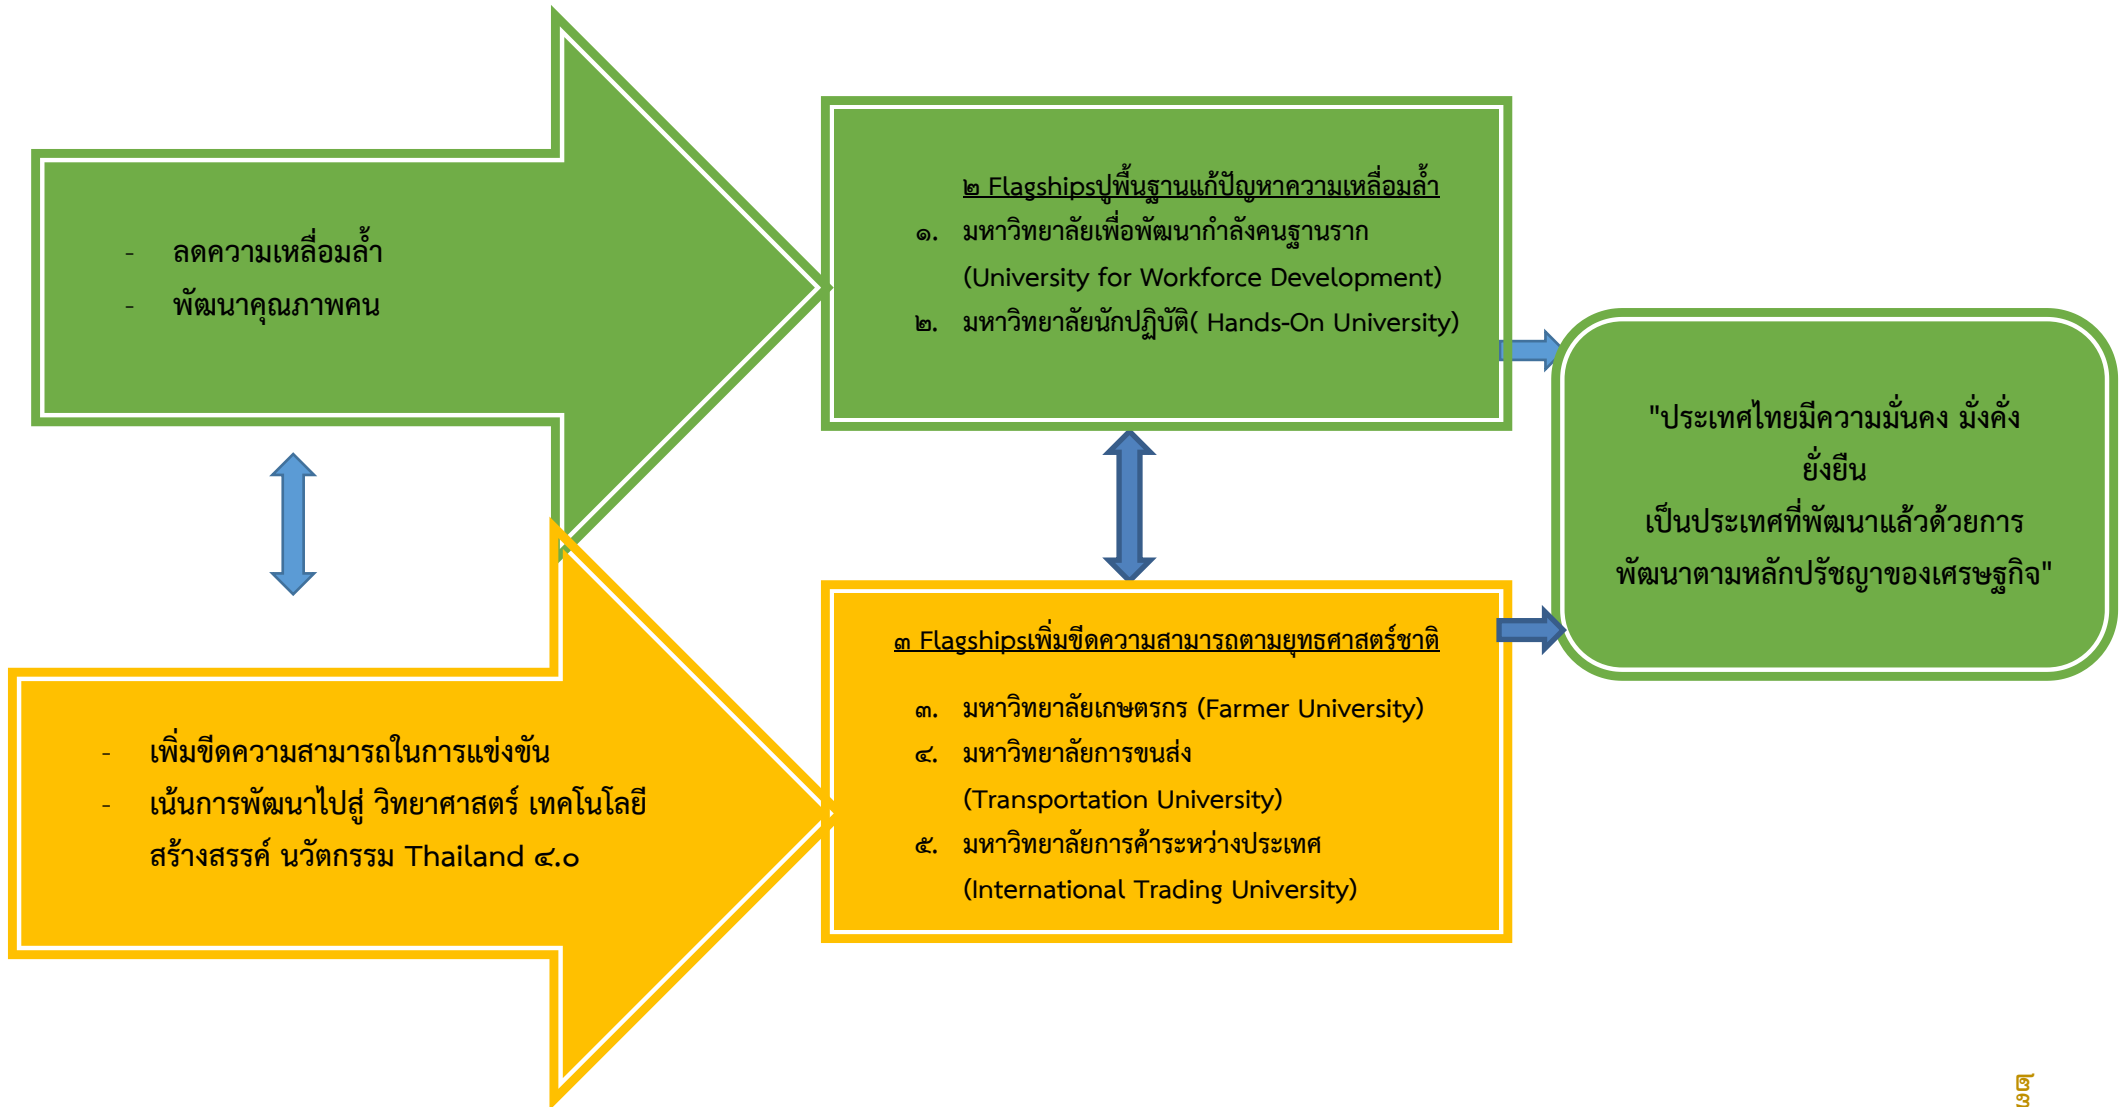 - ลดความเหลื่อมล้ำ
- พัฒนาคุณภาพคน
๒ Flagshipsปูพื้นฐานแก้ปัญหาความเหลื่อมล้ำ
๑. มหาวิทยาลัยเพื่อพัฒนากำลังคนฐานราก
(University for Workforce Development)
๒. มหาวิทยาลัยนักปฏิบัติ( Hands-On University)
"ประเทศไทยมีความมั่นคง มั่งคั่ง
ยั่งยืน
เป็นประเทศที่พัฒนาแล้วด้วยการ
พัฒนาตามหลักปรัชญาของเศรษฐกิจ"
- เพิ่มขีดความสามารถในการแข่งขัน
- เน้นการพัฒนาไปสู่ วิทยาศาสตร์ เทคโนโลยี
สร้างสรรค์ นวัตกรรม Thailand ๔.๐
๓ Flagshipsเพิ่มขีดความสามารถตามยุทธศาสตร์ชาติ
๓. มหาวิทยาลัยเกษตรกร (Farmer University)
๔. มหาวิทยาลัยการขนส่ง
(Transportation University)
๕. มหาวิทยาลัยการค้าระหว่างประเทศ
(International Trading University)